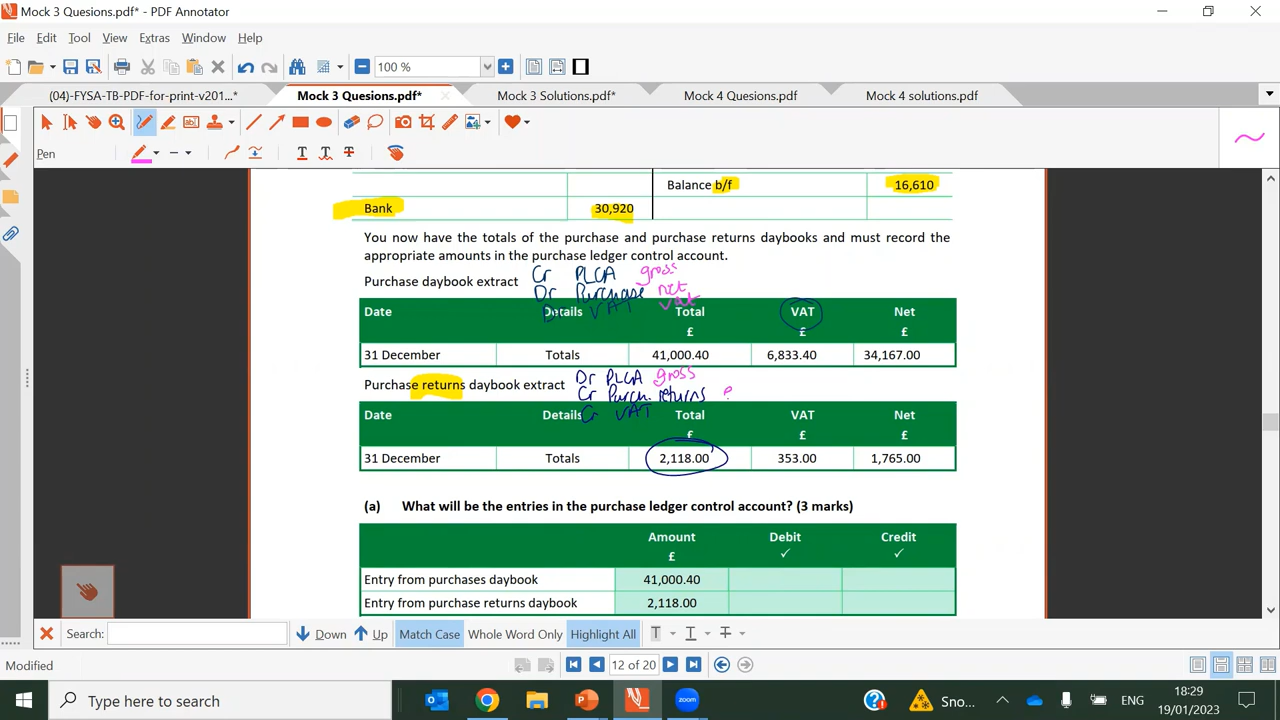 Mock 3 Quesions.pdf* - PDF Annotator
File Edit Tool View Extras Window Help
100 %
(04)-FYSA-TB-PDF-for-print-v201...* Mock 3 Quesions.pdf* Mock 3 Solutions.pdf* Mock 4 Quesions.pdf Mock 4 solutions.pdf
Pen
Balance b/f 16,610
Bank 30,920
You now have the totals of the purchase and purchase returns daybooks and must record the
appropriate amounts in the purchase ledger control account.
Cr PLCA gross
Purchase daybook extract
Dr Purchase net
Dr VAT vat
Date Details Total VAT Net
£ £ £
31 December Totals 41,000.40 6,833.40 34,167.00
Dr PLCA gross
Purchase returns daybook extract
Cr Purch. returns
Cr VAT
Date Details Total VAT Net
£ £ £
31 December Totals 2,118.00 353.00 1,765.00
(a) What will be the entries in the purchase ledger control account? (3 marks)
Amount Debit Credit
£ ✓ ✓
Entry from purchases daybook 41,000.40
Entry from purchase returns daybook 2,118.00
Search: Down Up Match Case Whole Word Only Highlight All
Modified 12 of 20
Type here to search Sno... ENG 18:29
19/01/2023